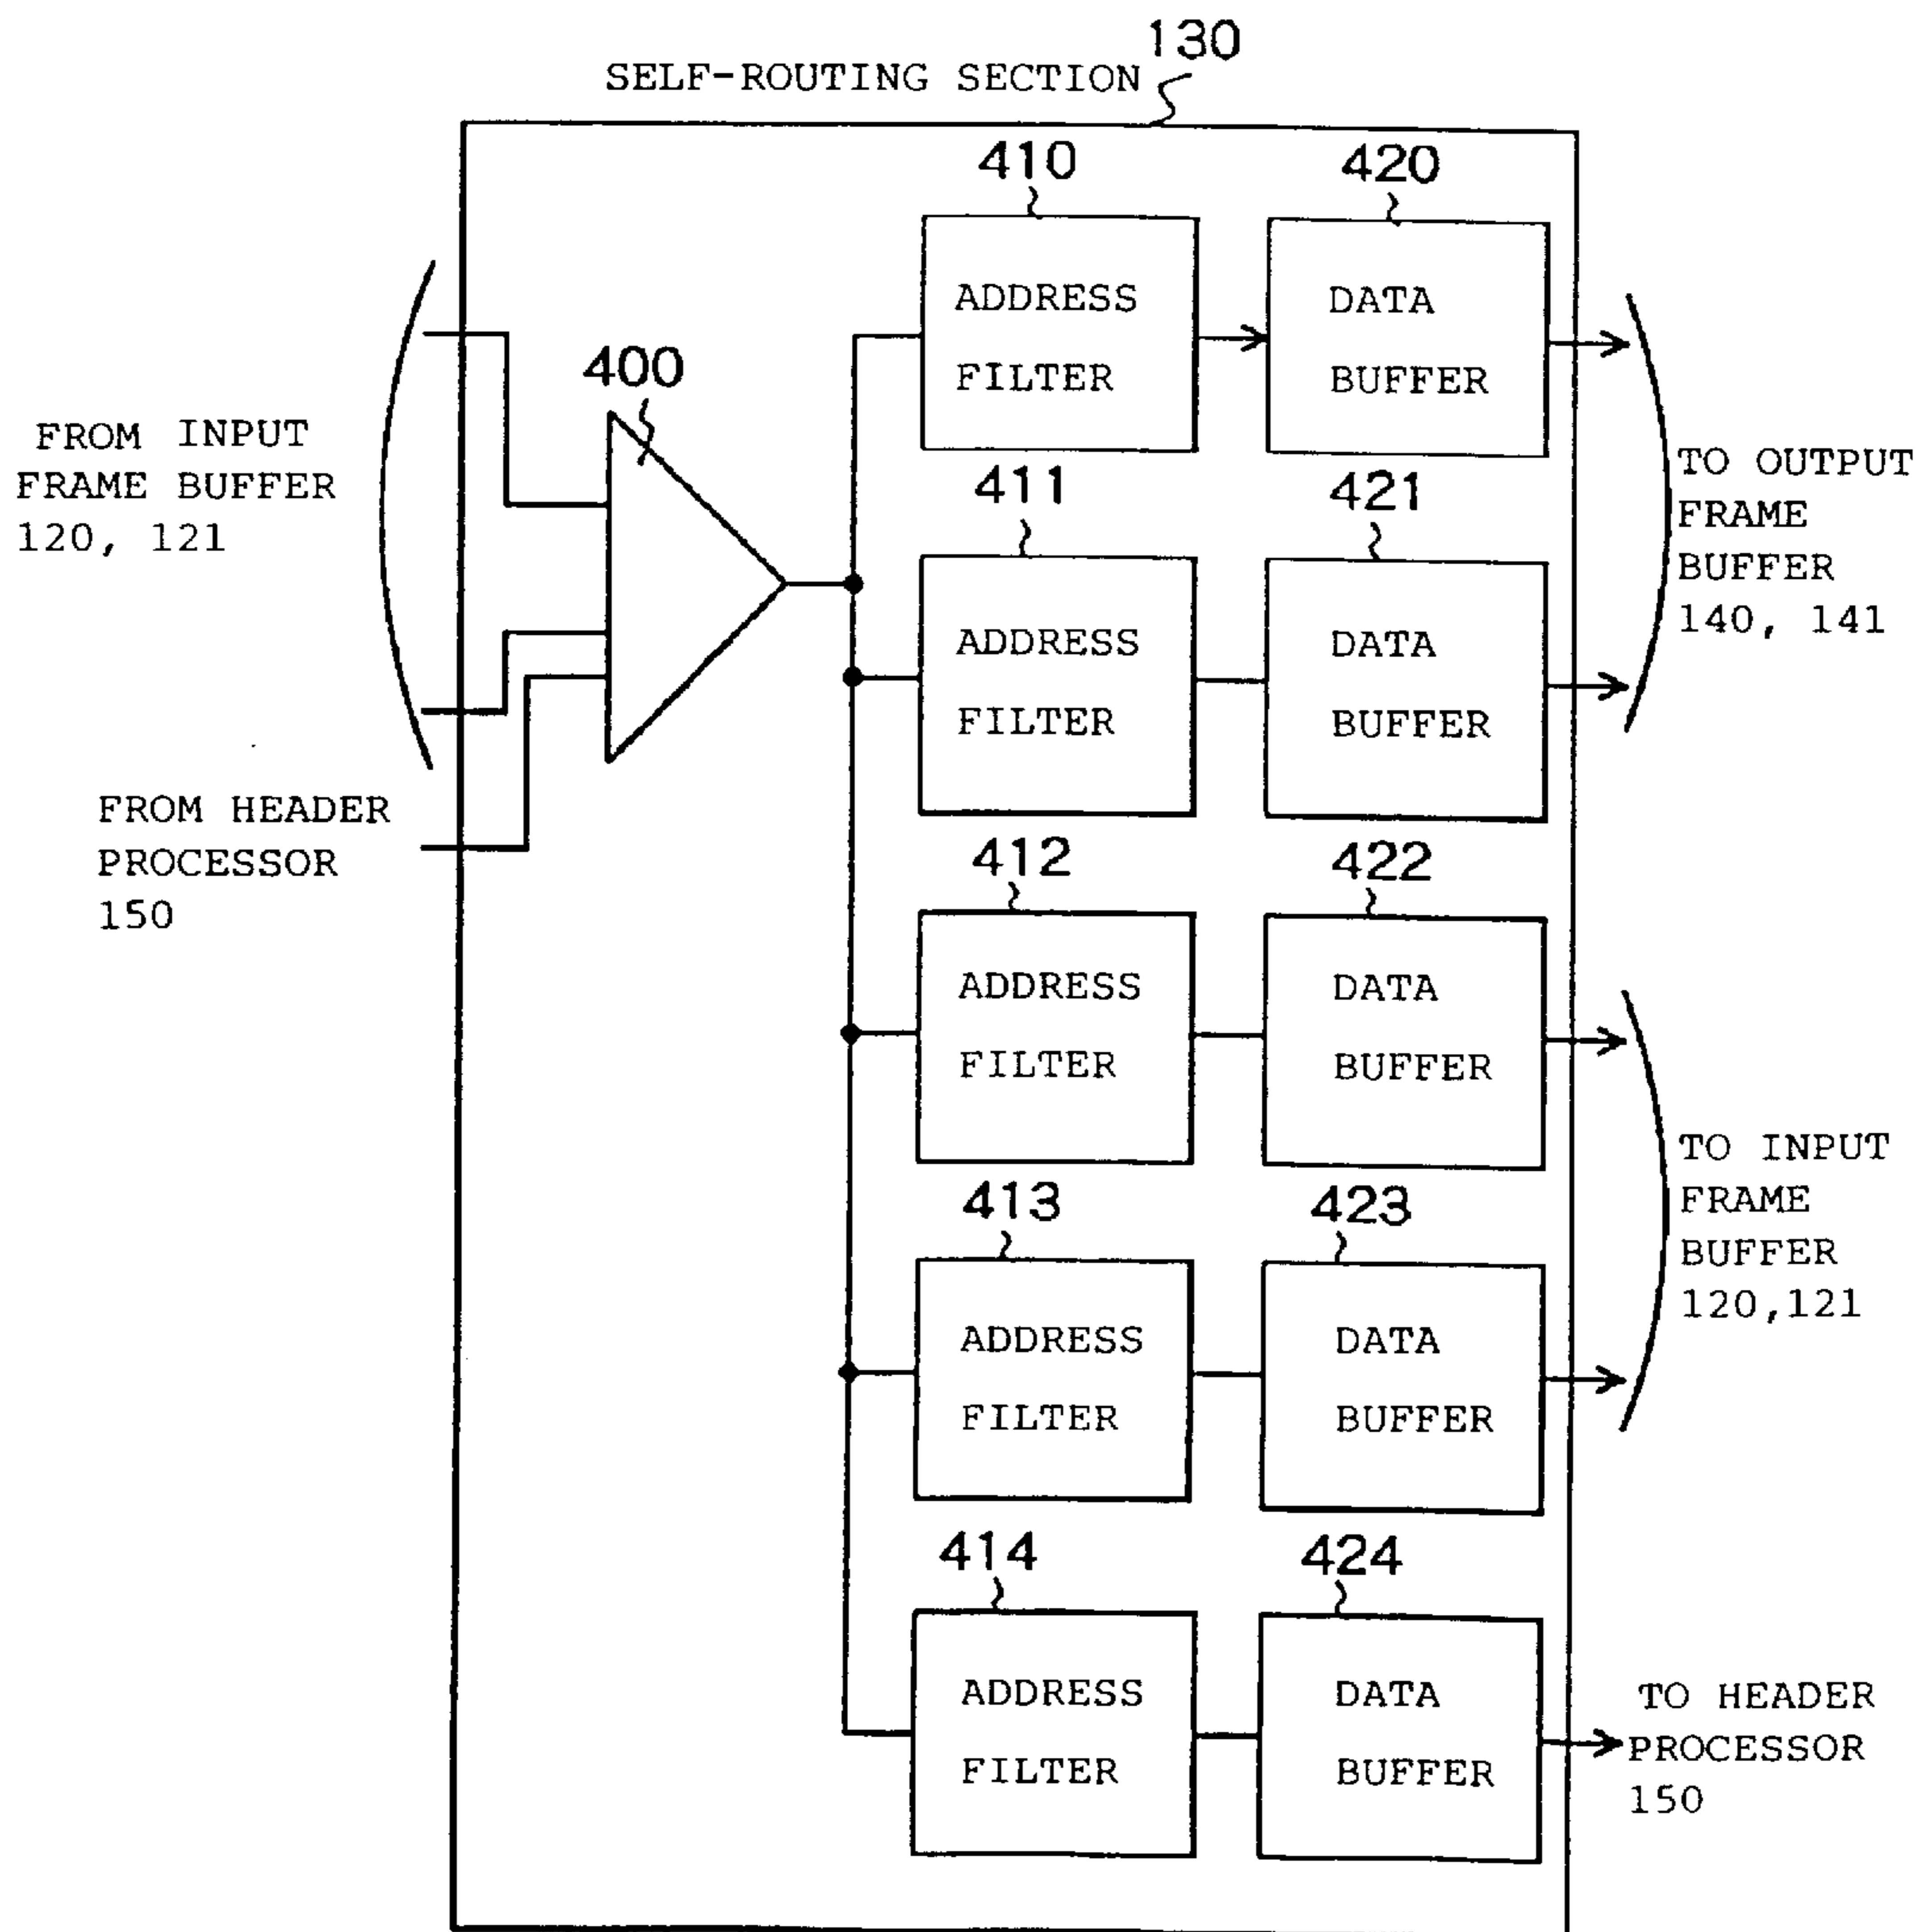 130
SELF-ROUTING SECTION
410
420
ADDRESS
FILTER
DATA
BUFFER
400
FROM INPUT
FRAME BUFFER
120, 121
TO OUTPUT
FRAME
BUFFER
140, 141
411
421
ADDRESS
FILTER
DATA
BUFFER
FROM HEADER
PROCESSOR
150
412
422
ADDRESS
FILTER
DATA
BUFFER
TO INPUT
FRAME
BUFFER
120,121
413
423
ADDRESS
FILTER
DATA
BUFFER
414
424
ADDRESS
FILTER
DATA
BUFFER
TO HEADER
PROCESSOR
150